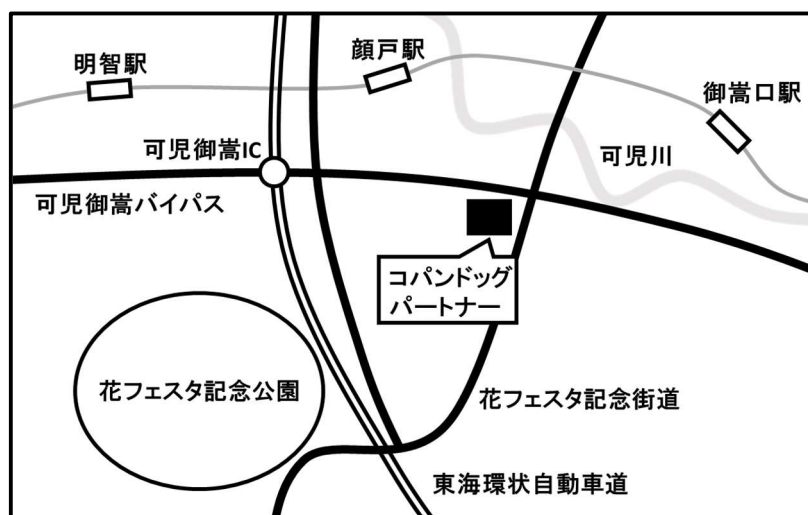 明智駅
顔戸駅
御嵩口駅
可児御嵩IC
可児川
可児御嵩バイパス
コパンドッグ
パートナー
花フェスタ記念公園
花フェスタ記念街道
東海環状自動車道